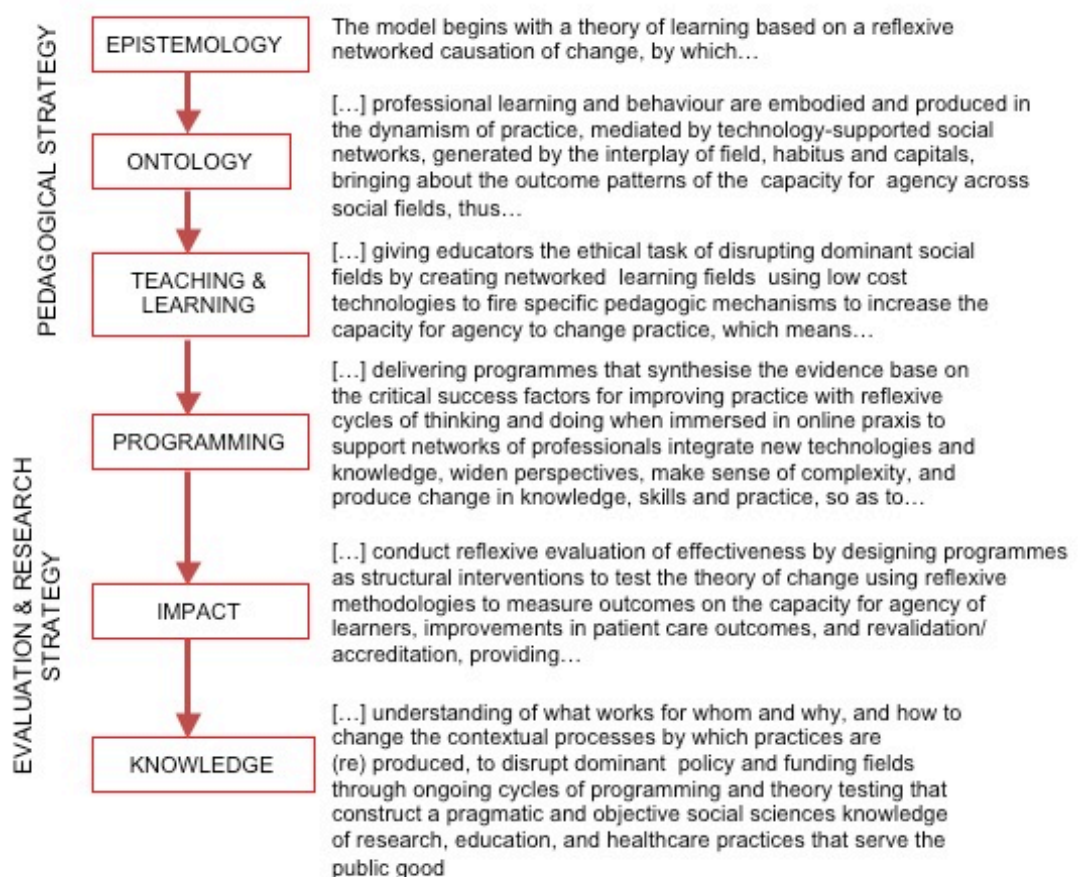 PEDAGOGICAL STRATEGY
EPISTEMOLOGY
The model begins with a theory of learning based on a reflexive
networked causation of change, by which...
ONTOLOGY
[...] professional learning and behaviour are embodied and produced in
the dynamism of practice, mediated by technology-supported social
networks, generated by the interplay of field, habitus and capitals,
bringing about the outcome patterns of the capacity for agency across
social fields, thus...
TEACHING &
LEARNING
[...] giving educators the ethical task of disrupting dominant social
fields by creating networked learning fields using low cost
technologies to fire specific pedagogic mechanisms to increase the
capacity for agency to change practice, which means...
EVALUATION & RESEARCH
STRATEGY
PROGRAMMING
[...] delivering programmes that synthesise the evidence base on
the critical success factors for improving practice with reflexive
cycles of thinking and doing when immersed in online praxis to
support networks of professionals integrate new technologies and
knowledge, widen perspectives, make sense of complexity, and
produce change in knowledge, skills and practice, so as to...
IMPACT
[...] conduct reflexive evaluation of effectiveness by designing programmes
as structural interventions to test the theory of change using reflexive
methodologies to measure outcomes on the capacity for agency of
learners, improvements in patient care outcomes, and revalidation/
accreditation, providing...
KNOWLEDGE
[...] understanding of what works for whom and why, and how to
change the contextual processes by which practices are
(re) produced, to disrupt dominant policy and funding fields
through ongoing cycles of programming and theory testing that
construct a pragmatic and objective social sciences knowledge
of research, education, and healthcare practices that serve the
public good